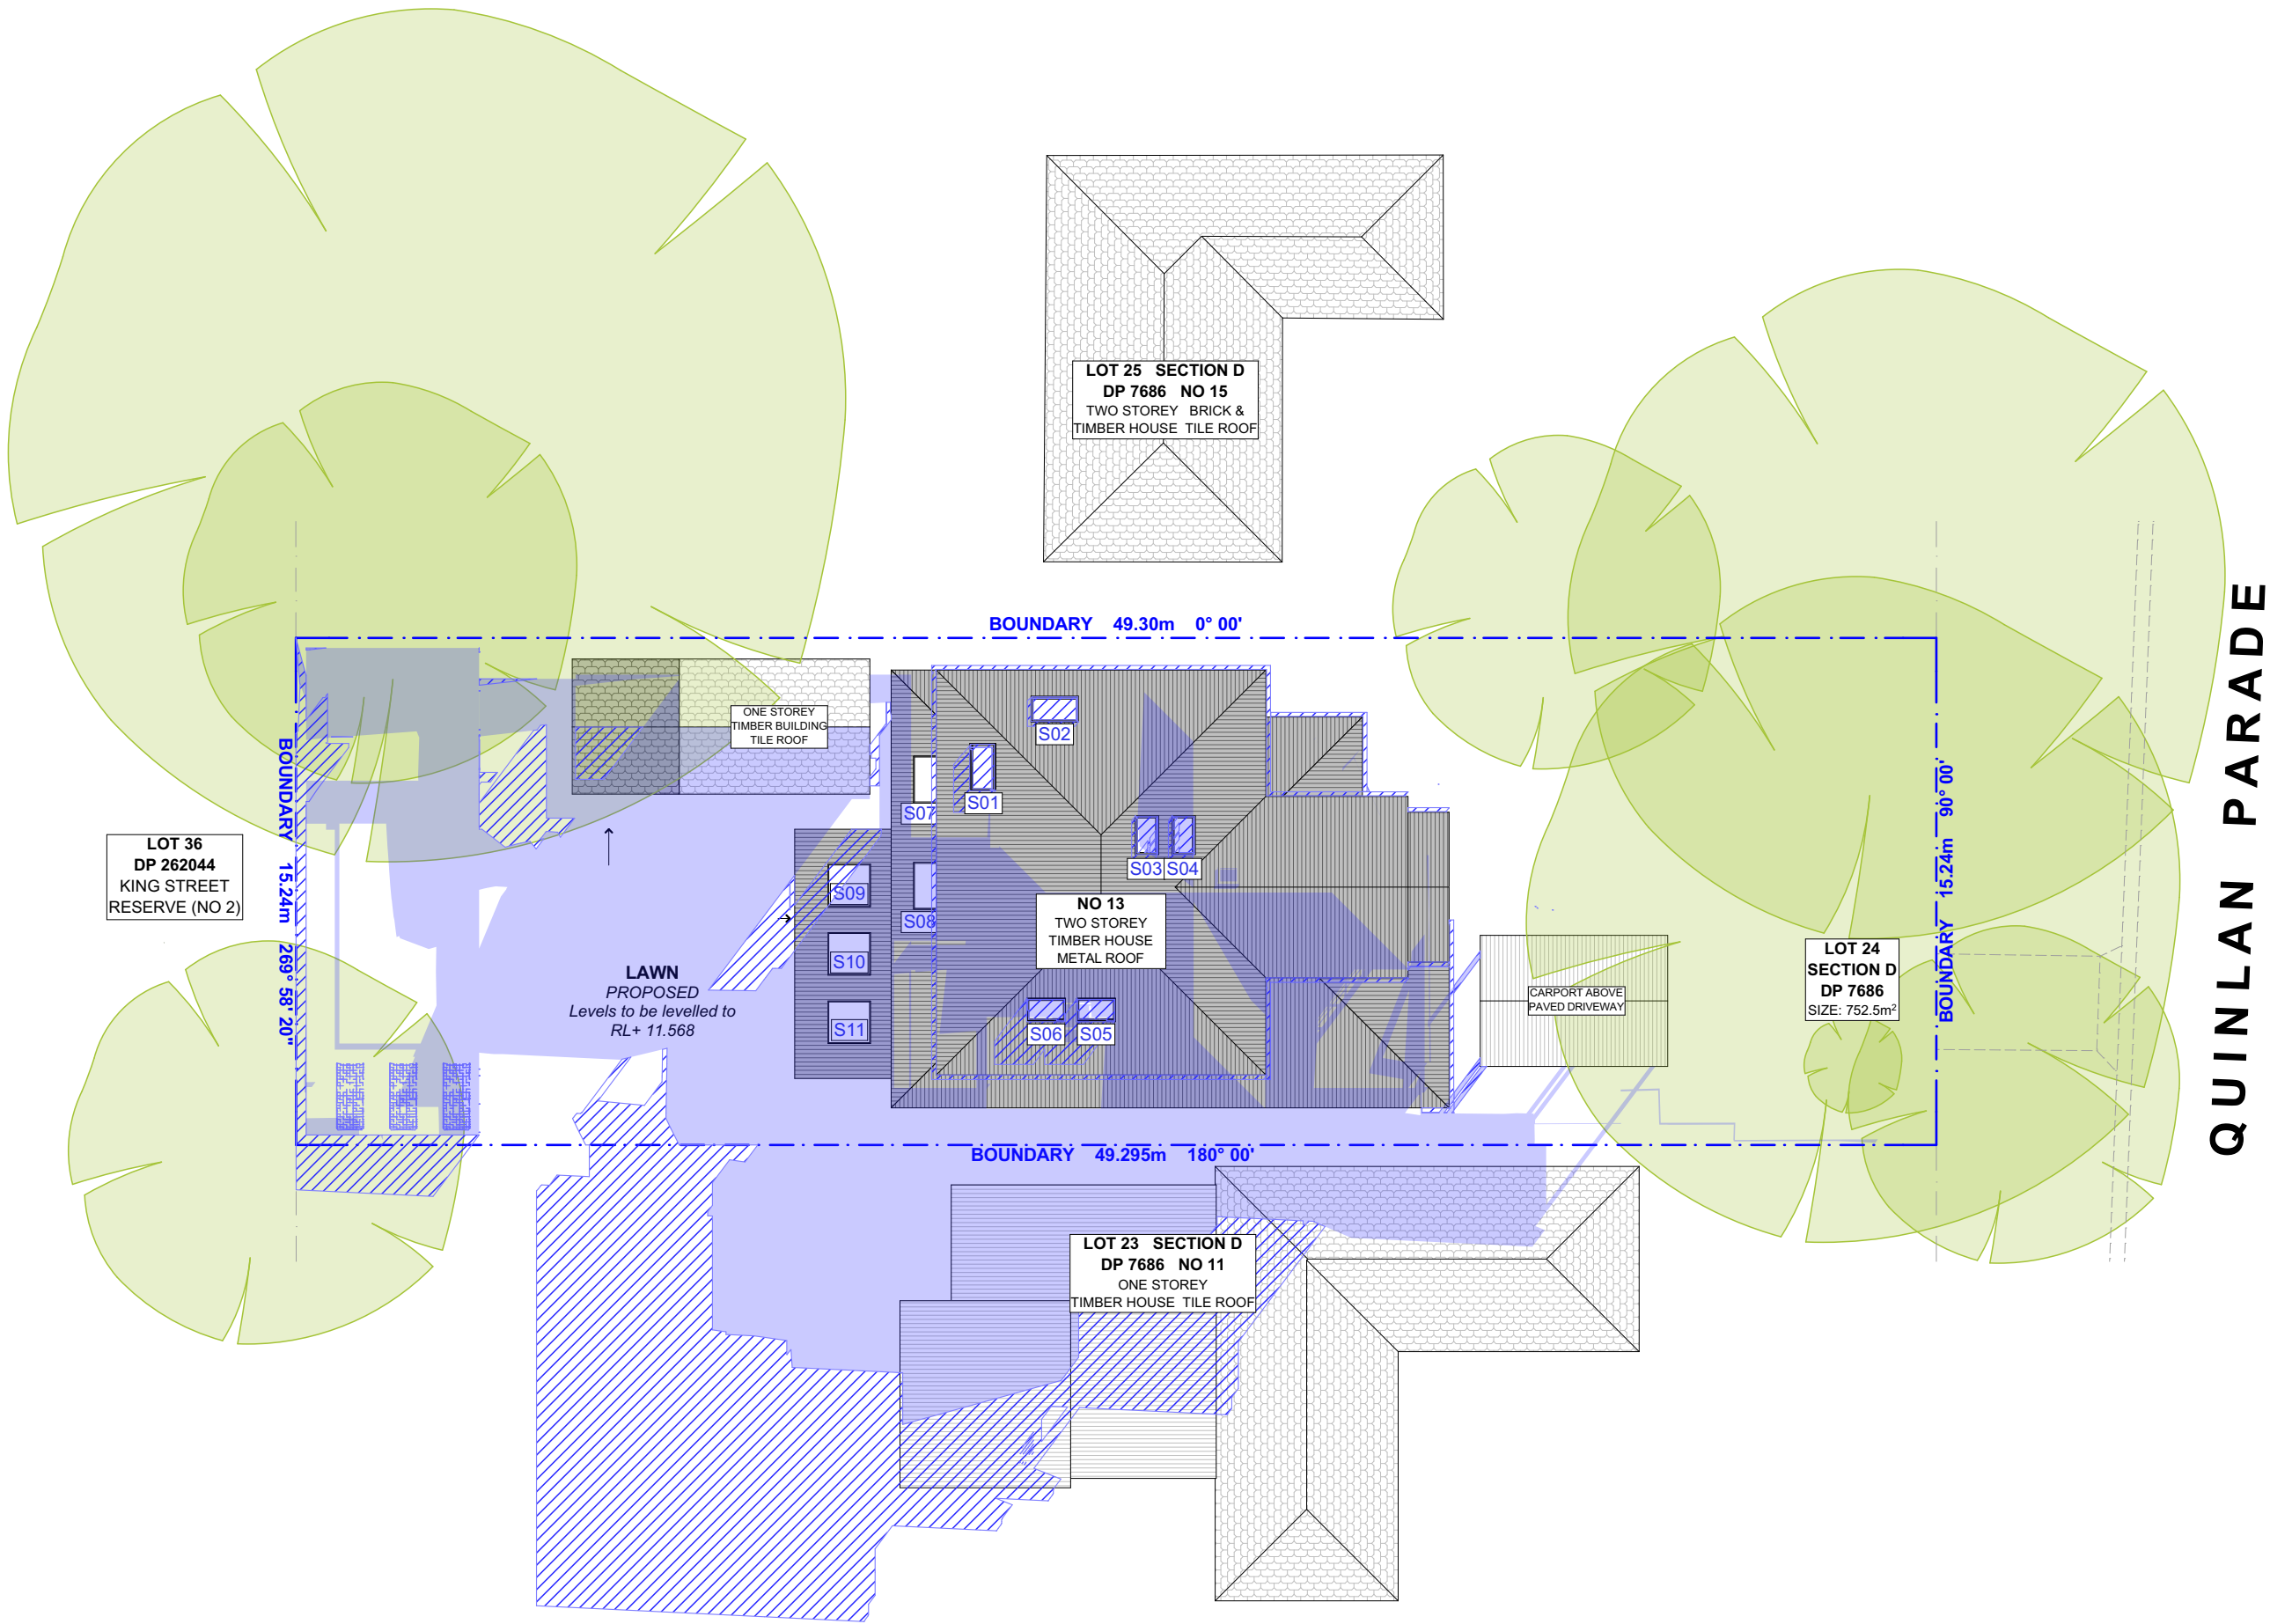 LOT 25 SECTION D
DP 7686 NO 15
TWO STOREY BRICK &
TIMBER HOUSE TILE ROOF
BOUNDARY 49.30m 0° 00'
ONE STOREY
TIMBER BUILDING
TILE ROOF
S02
S01
S07
S03
S04
S09
S08
S10
S11
S06
S05
NO 13
TWO STOREY
TIMBER HOUSE
METAL ROOF
LOT 36
DP 262044
KING STREET
RESERVE (NO 2)
BOUNDARY 15.24m 269° 58' 20"
LAWN
PROPOSED
Levels to be levelled to
RL+ 11.568
CARPORT ABOVE
PAVED DRIVEWAY
LOT 24
SECTION D
DP 7686
SIZE: 752.5m²
BOUNDARY 15.24m 90° 00'
QUINLAN PARADE
BOUNDARY 49.295m 180° 00'
LOT 23 SECTION D
DP 7686 NO 11
ONE STOREY
TIMBER HOUSE TILE ROOF